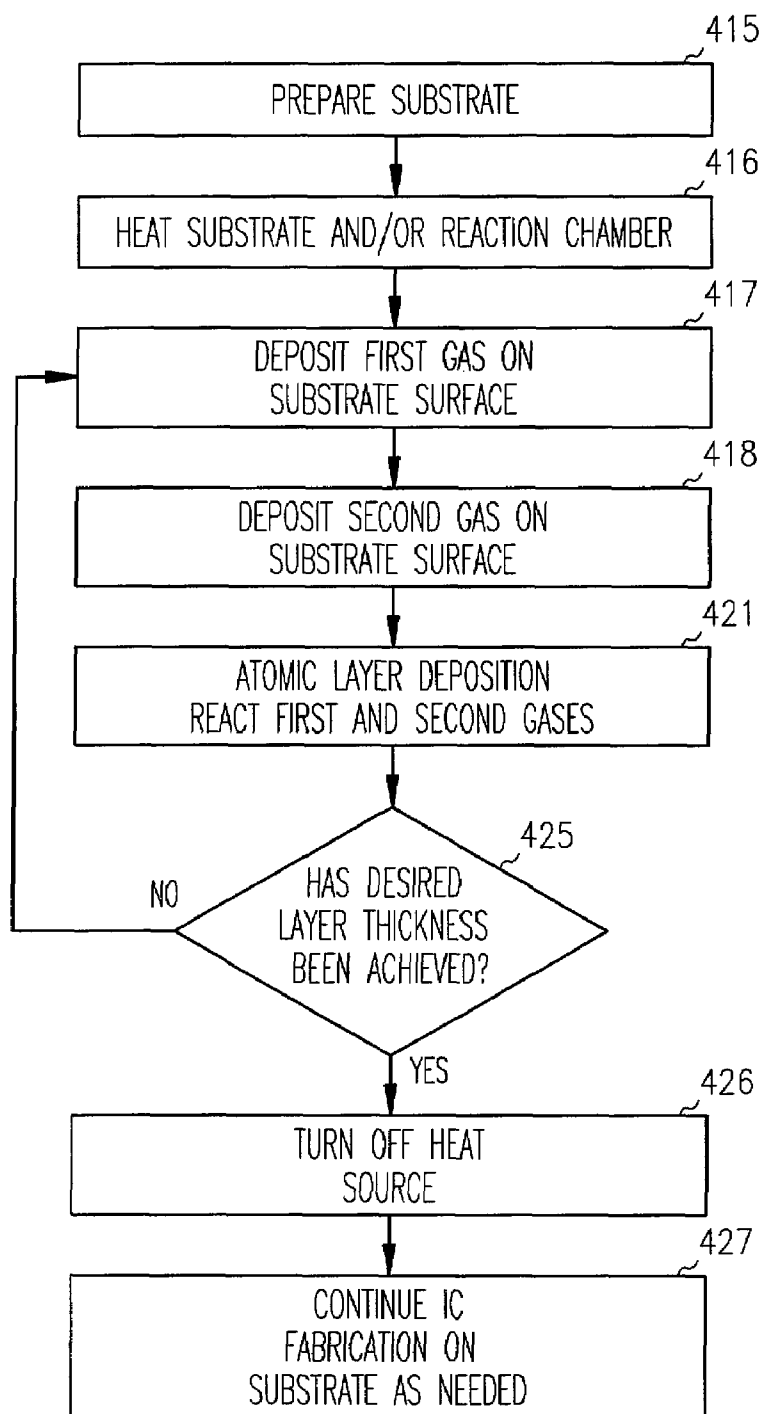 415
PREPARE SUBSTRATE
416
HEAT SUBSTRATE AND/OR REACTION CHAMBER
417
DEPOSIT FIRST GAS ON
SUBSTRATE SURFACE
418
DEPOSIT SECOND GAS ON
SUBSTRATE SURFACE
421
ATOMIC LAYER DEPOSITION
REACT FIRST AND SECOND GASES
425
NO
HAS DESIRED
LAYER THICKNESS
BEEN ACHIEVED?
YES
426
TURN OFF HEAT
SOURCE
427
CONTINUE IC
FABRICATION ON
SUBSTRATE AS NEEDED